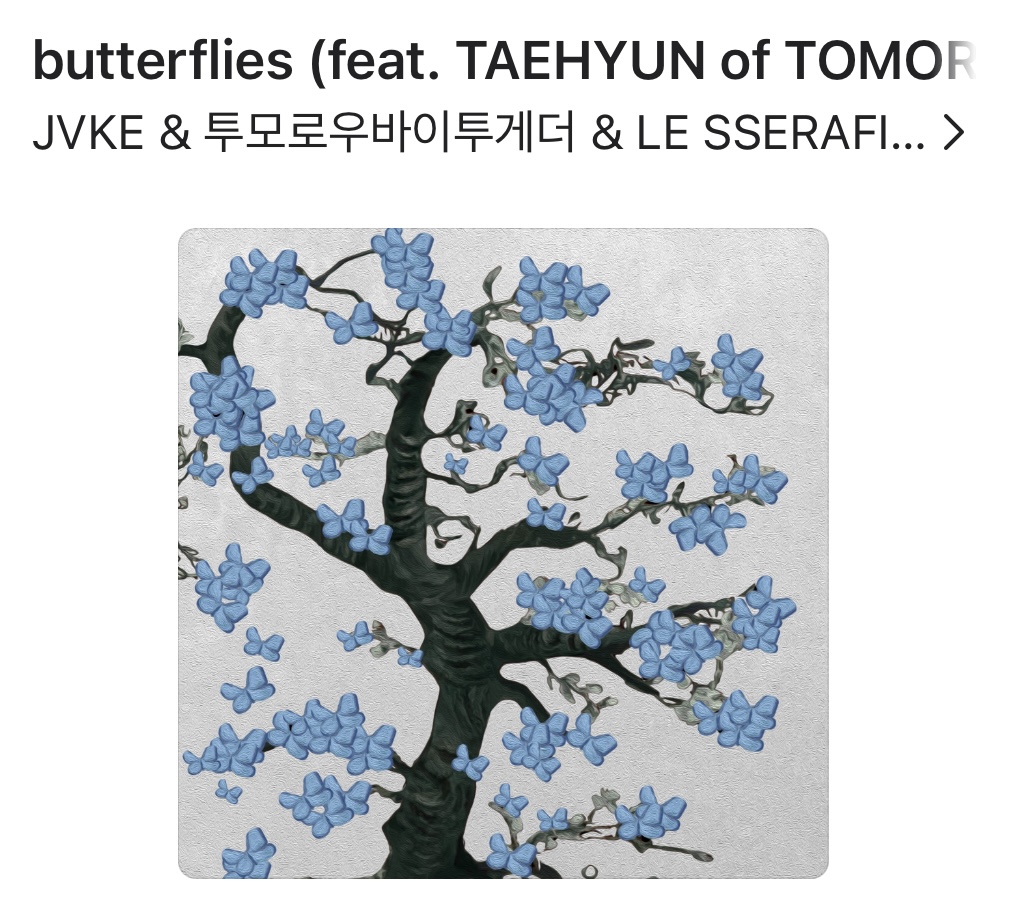 butterflies (feat. TAEHYUN of TOMOR
JVKE & 투모로우바이투게더 & LE SSERAFI...